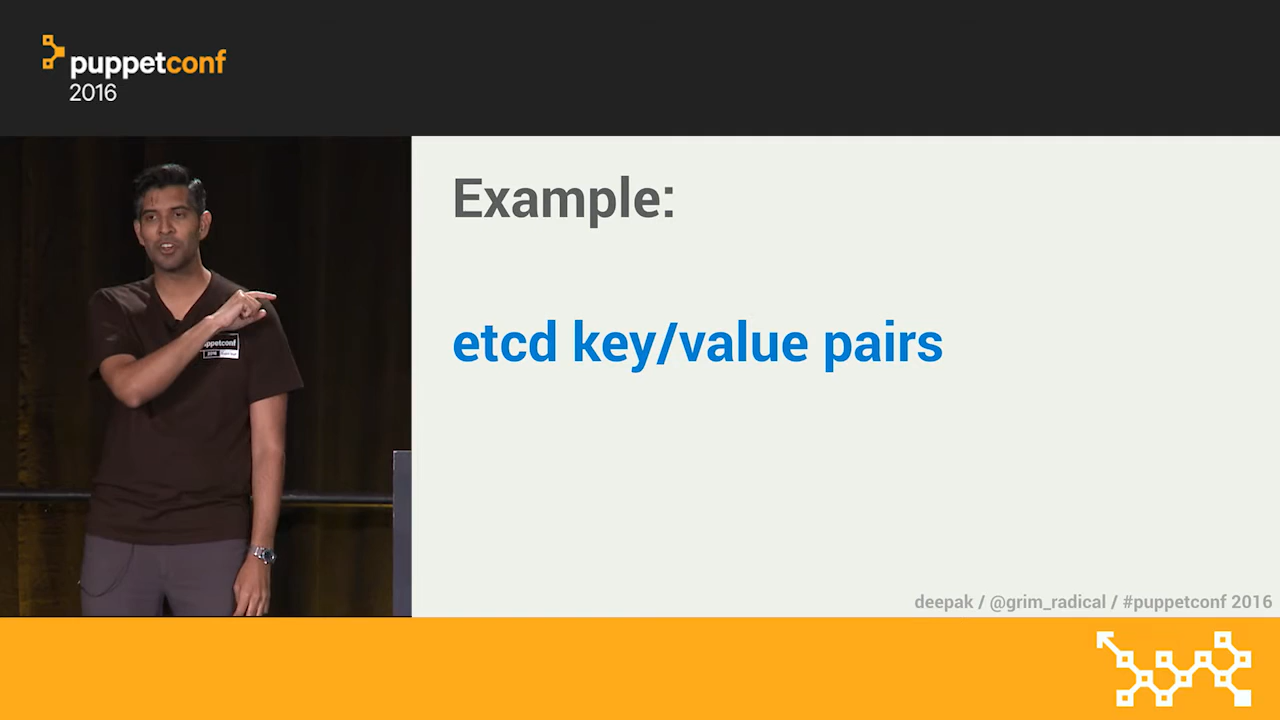 puppetconf
2016
Example:
etcd key/value pairs
deepak / @grim_radical / #puppetconf 2016